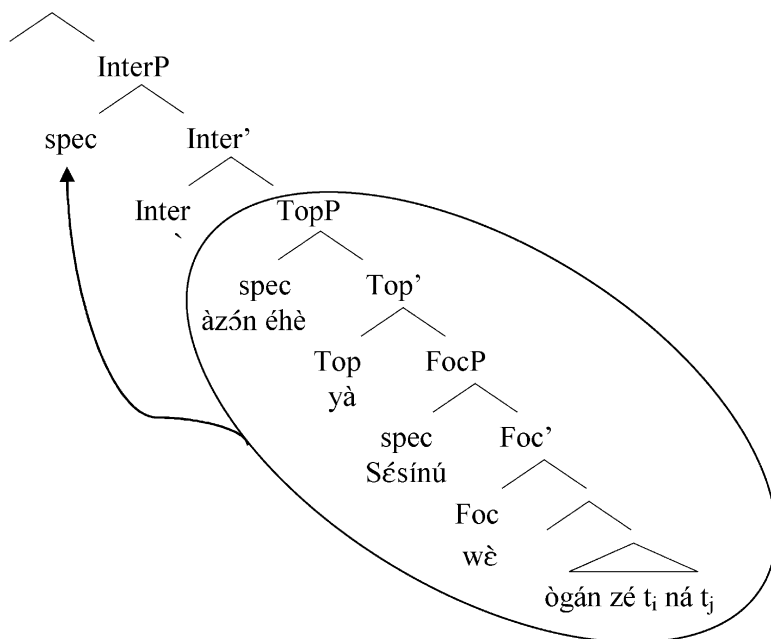 InterP
spec Inter’
Inter TopP
`
spec Top’
àzɔ́n éhè
Top FocP
yà
spec Foc’
Sɛ́sínú
Foc
wɛ̀
ògán zé tᵢ ná tⱼ